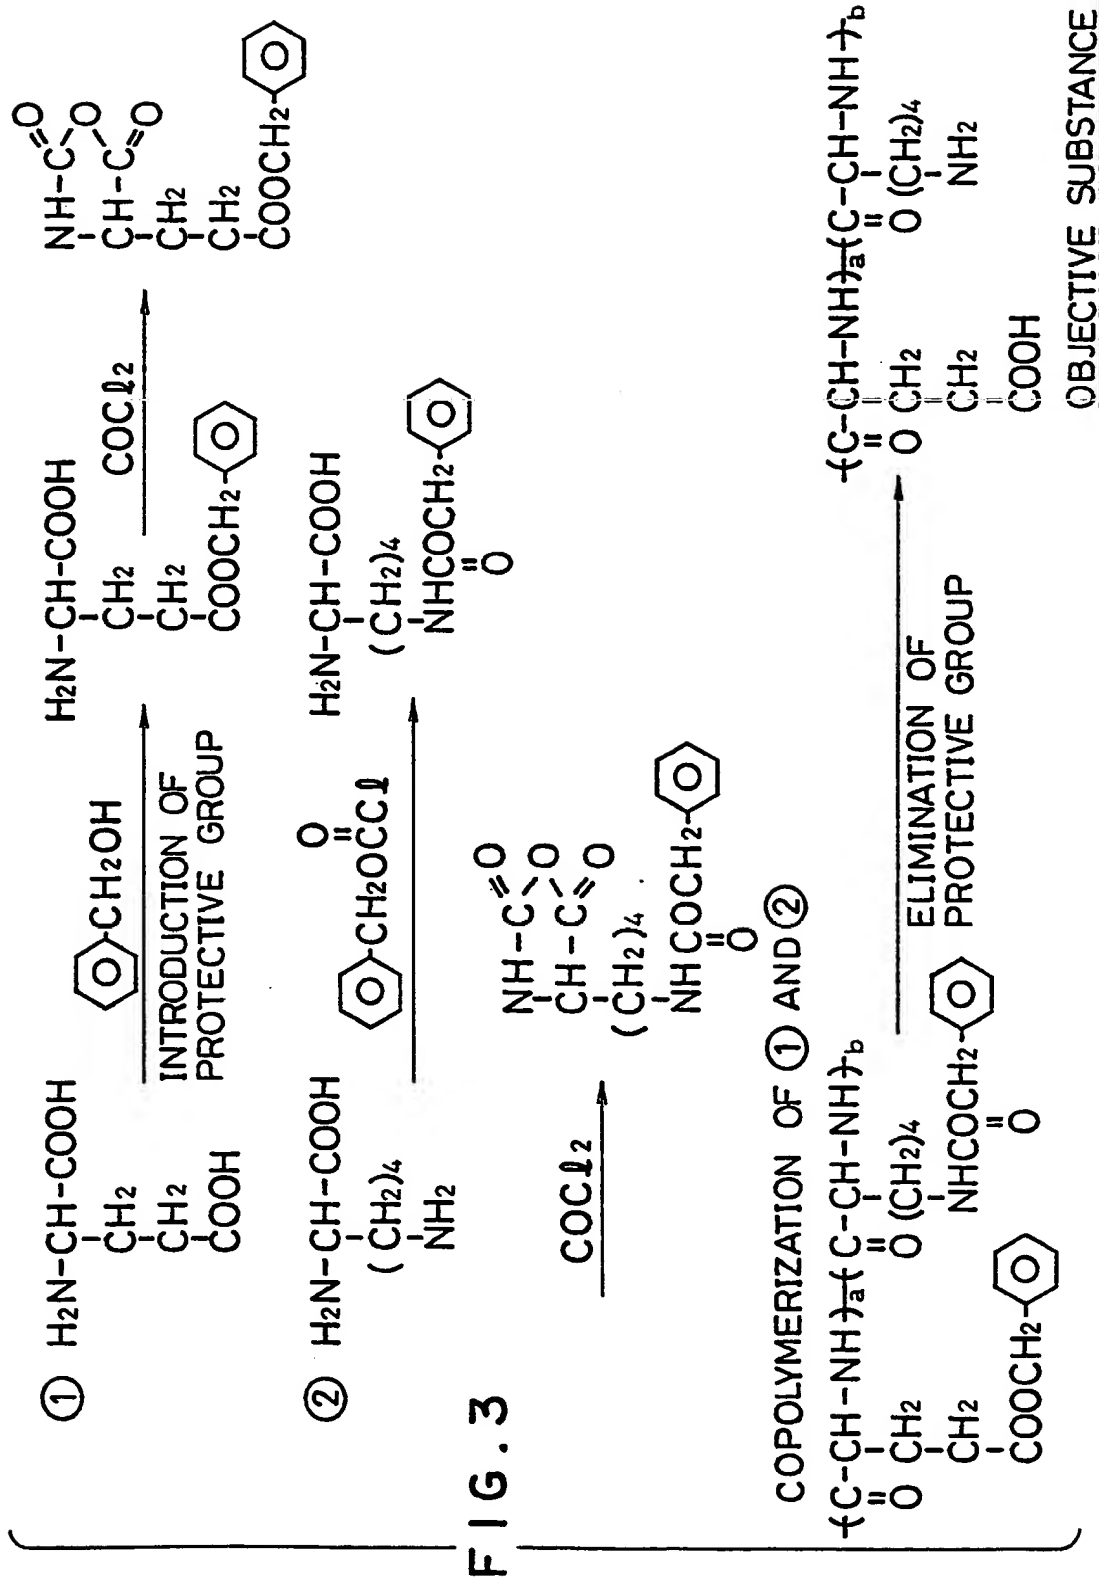 FIG.3
① H2N-CH-COOH
CH2
CH2
COOH
CH2OH
INTRODUCTION OF
PROTECTIVE GROUP
H2N-CH-COOH
CH2
CH2
COOCH2
COCl2
NH-C=O
O
CH-C=O
CH2
CH2
COOCH2
② H2N-CH-COOH
(CH2)4
NH2
O
CH2OCCl
H2N-CH-COOH
(CH2)4
NHCOCH2
O
COCl2
NH-C=O
O
CH-C=O
(CH2)4
NHCOCH2
O
COPOLYMERIZATION OF ① AND ②
(C-CH-NH)a(C-CH-NH)b
O CH2 O (CH2)4
CH2 NHCOCH2
COOCH2 O
ELIMINATION OF
PROTECTIVE GROUP
(C-CH-NH)a(C-CH-NH)b
O CH2 O (CH2)4
CH2 NH2
COOH
OBJECTIVE SUBSTANCE